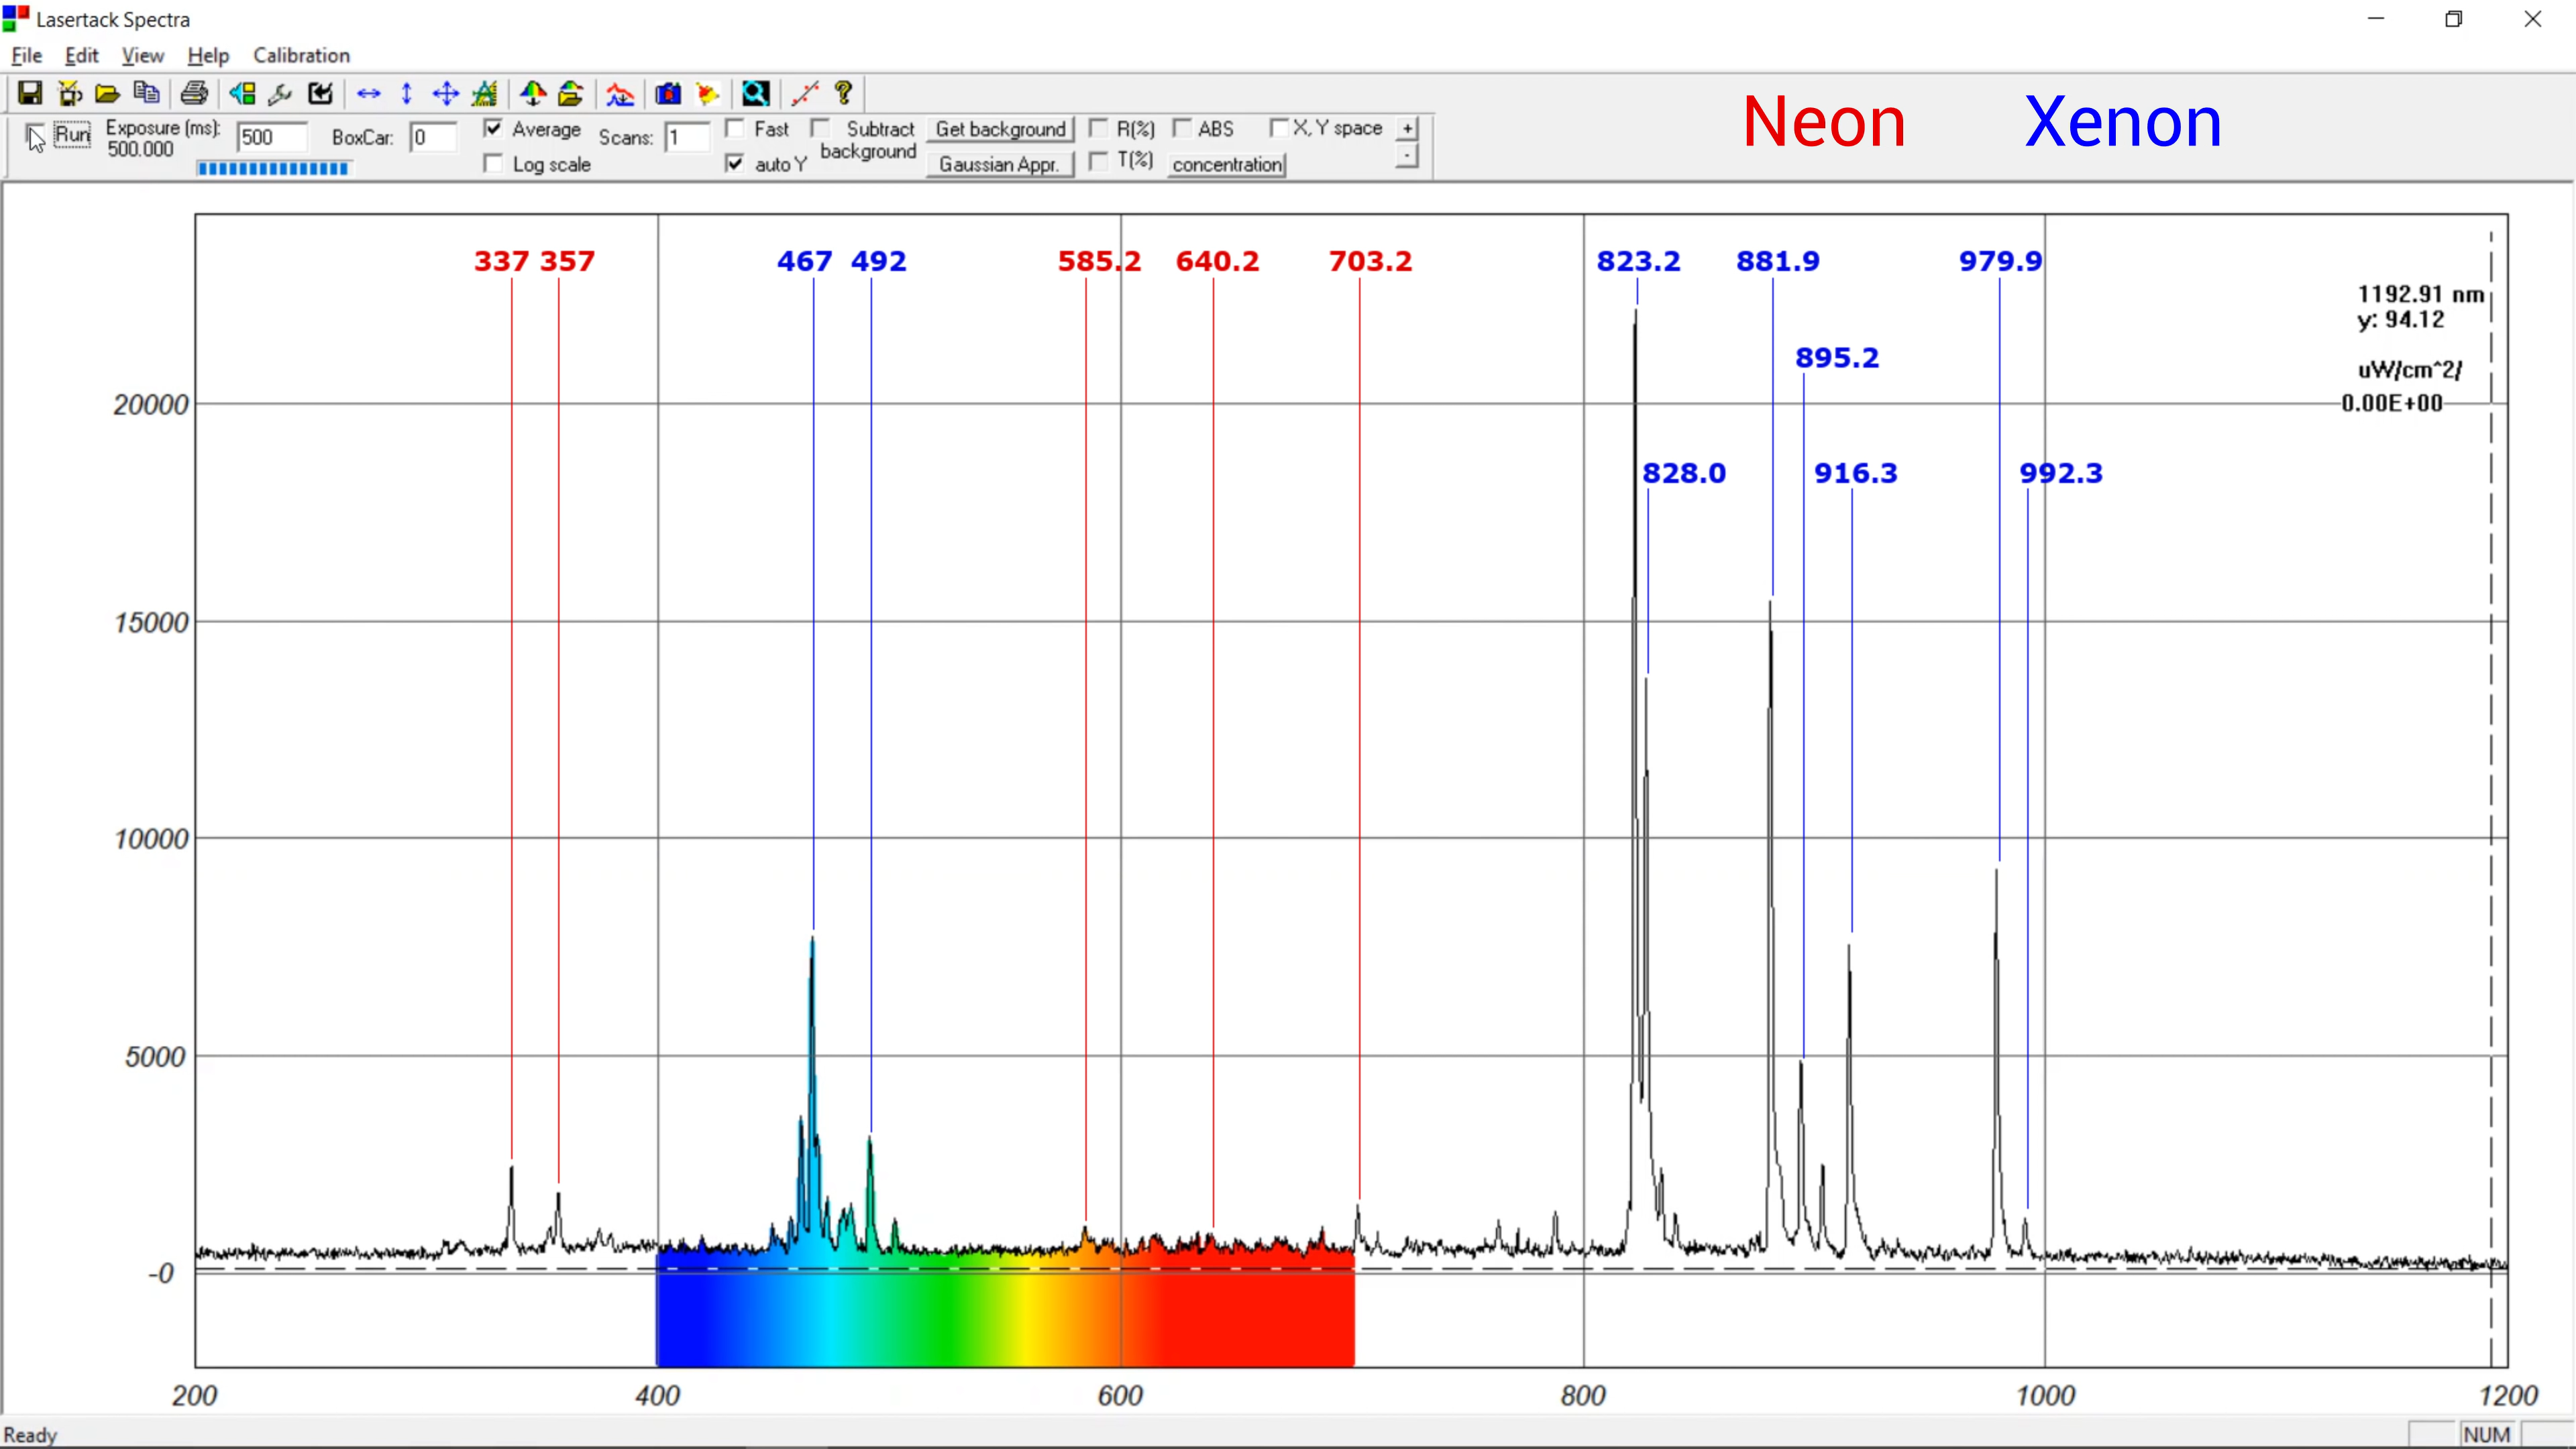 Lasertack Spectra
File Edit View Help Calibration
Run Exposure (ms): 500.000 500 BoxCar: 0 Average Log scale Scans: 1 Fast auto Y Subtract background Get background Gaussian Appr. R(%) T(%) ABS concentration X, Y space + -
Neon Xenon
337 357 467 492 585.2 640.2 703.2 823.2 881.9 979.9
1192.91 nm
y: 94.12
895.2
uW/cm^2/
0.00E+00
20000
828.0 916.3 992.3
15000
10000
5000
-0
200 400 600 800 1000 1200
Ready NUM